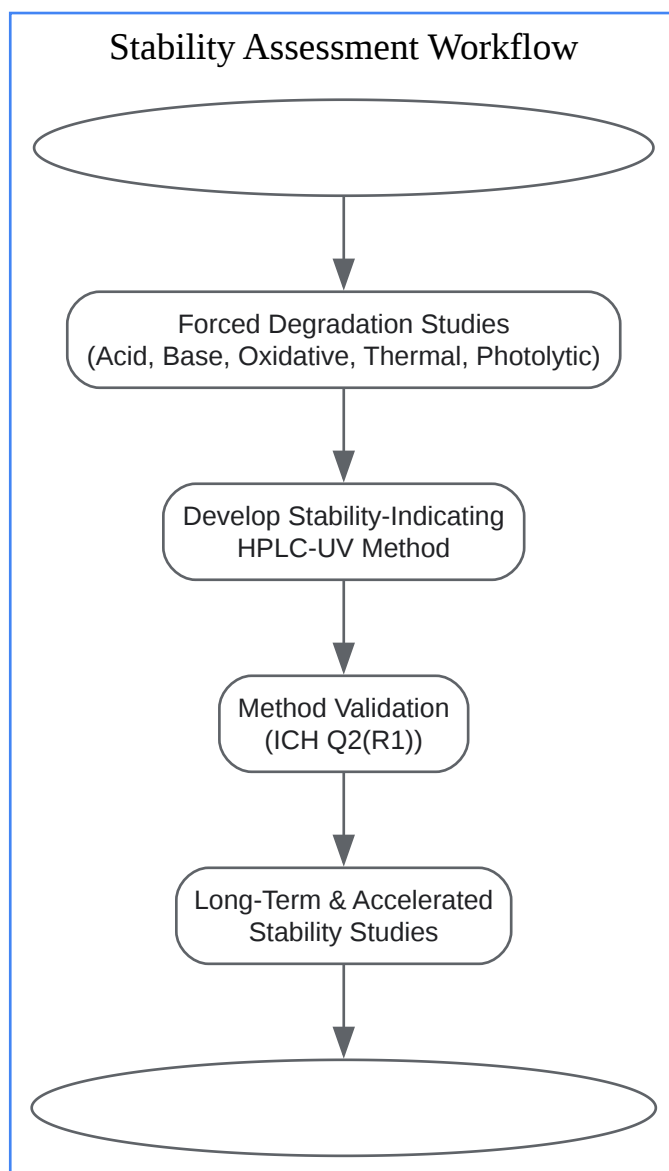 Stability Assessment Workflow
Forced Degradation Studies
(Acid, Base, Oxidative, Thermal, Photolytic)
Develop Stability-Indicating
HPLC-UV Method
Method Validation
(ICH Q2(R1))
Long-Term & Accelerated
Stability Studies